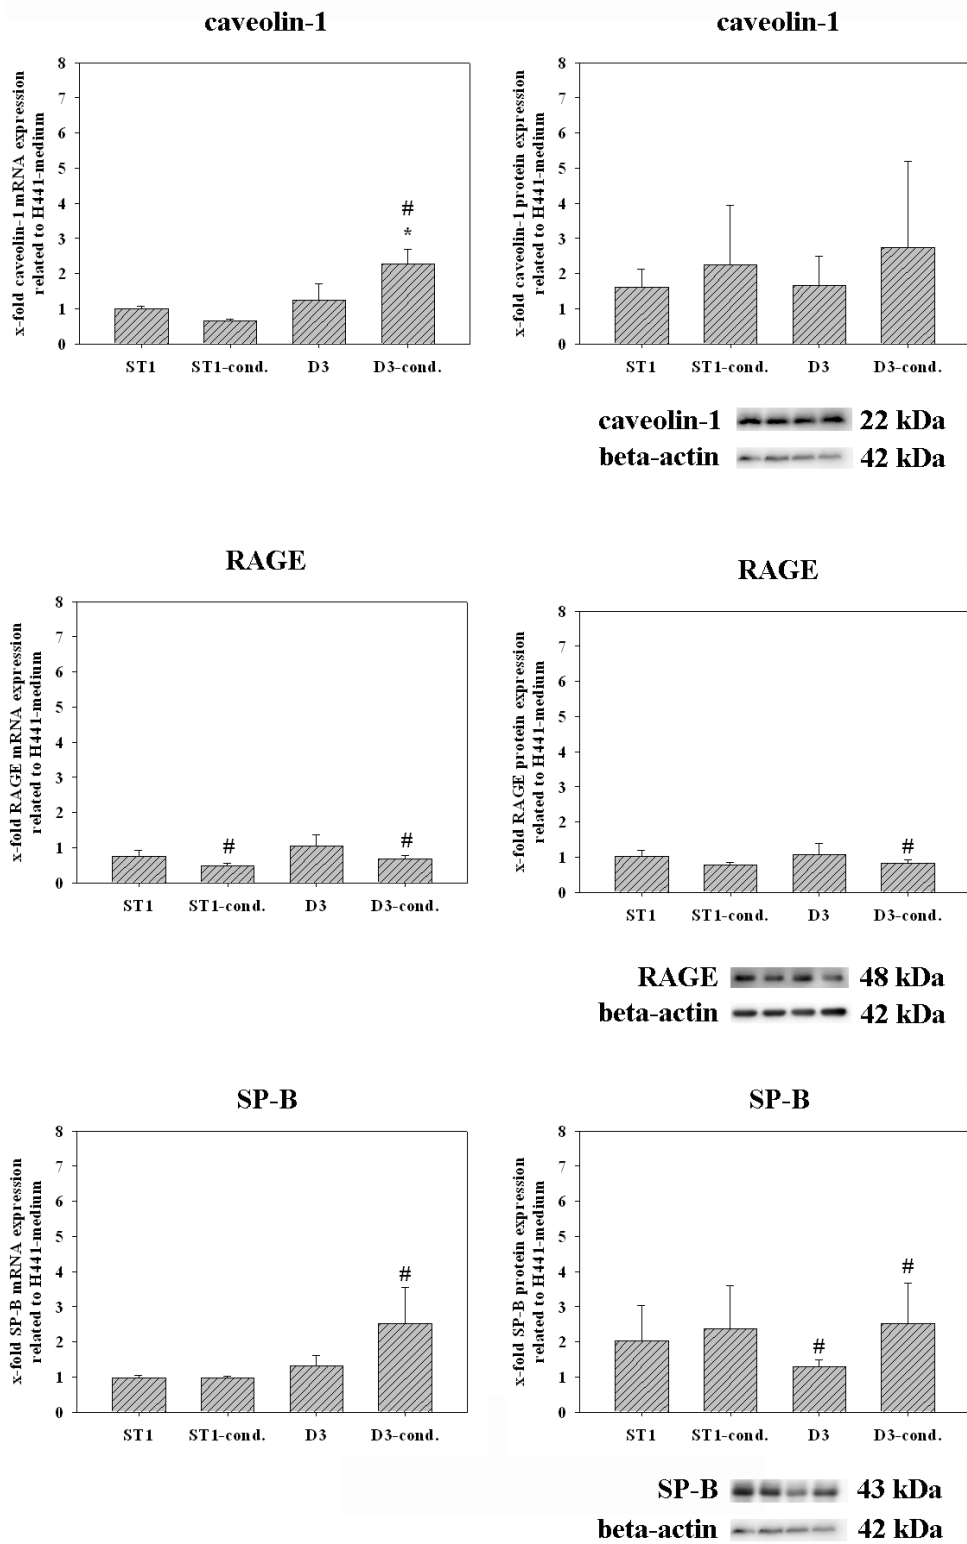 caveolin-1
x-fold caveolin-1 mRNA expression
related to H441-medium
8
7
6
5
4
3
2
1
0
#
*
ST1 ST1-cond. D3 D3-cond.
caveolin-1
x-fold caveolin-1 protein expression
related to H441-medium
8
7
6
5
4
3
2
1
0
ST1 ST1-cond. D3 D3-cond.
caveolin-1 22 kDa
beta-actin 42 kDa
RAGE
x-fold RAGE mRNA expression
related to H441-medium
8
7
6
5
4
3
2
1
0
# #
ST1 ST1-cond. D3 D3-cond.
RAGE
x-fold RAGE protein expression
related to H441-medium
8
7
6
5
4
3
2
1
0
#
ST1 ST1-cond. D3 D3-cond.
RAGE 48 kDa
beta-actin 42 kDa
SP-B
x-fold SP-B mRNA expression
related to H441-medium
8
7
6
5
4
3
2
1
0
#
ST1 ST1-cond. D3 D3-cond.
SP-B
x-fold SP-B protein expression
related to H441-medium
8
7
6
5
4
3
2
1
0
# #
ST1 ST1-cond. D3 D3-cond.
SP-B 43 kDa
beta-actin 42 kDa